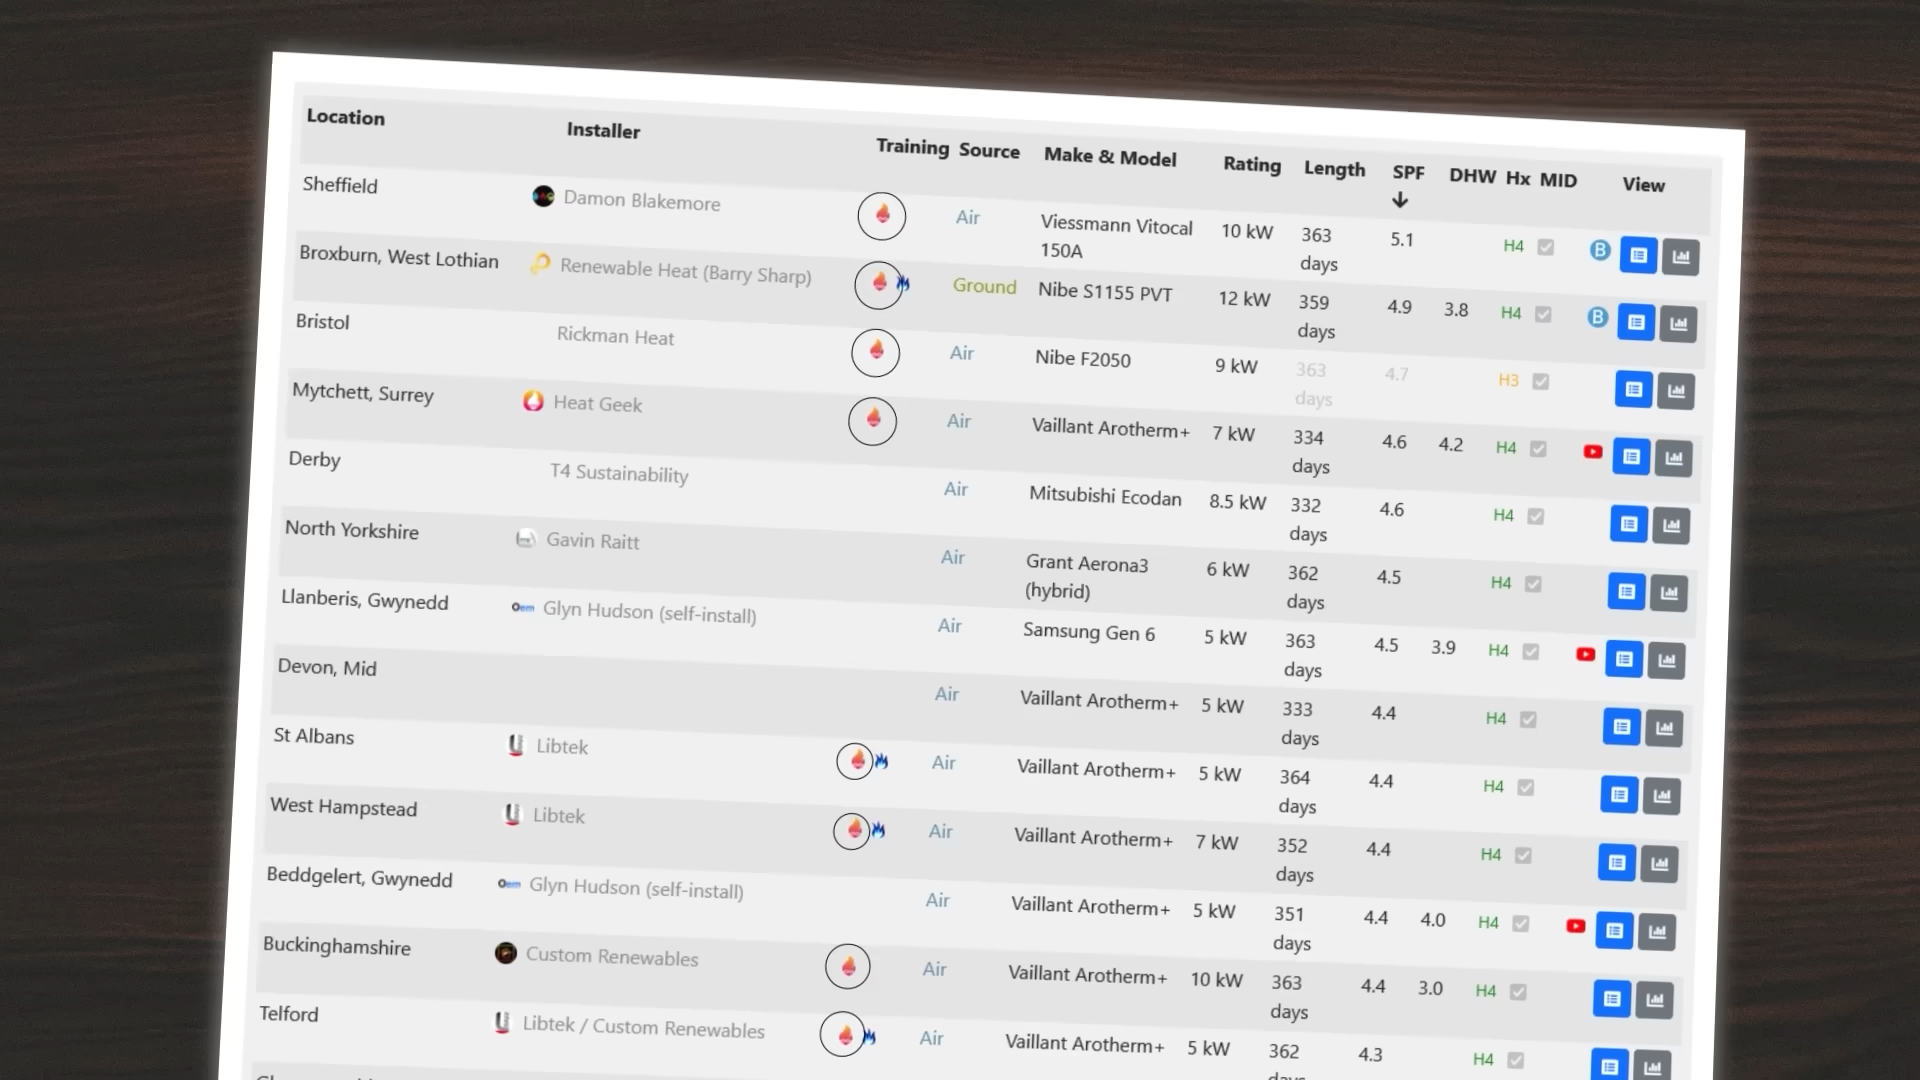 Location Installer Training Source Make & Model Rating Length SPF DHW Hx MID View
Sheffield Damon Blakemore Air Viessmann Vitocal 150A 10 kW 363 days 5.1 H4 B
Broxburn, West Lothian Renewable Heat (Barry Sharp) Ground Nibe S1155 PVT 12 kW 359 days 4.9 3.8 H4 B
Bristol Rickman Heat Air Nibe F2050 9 kW 363 days 4.7 H3
Mytchett, Surrey Heat Geek Air Vaillant Arotherm+ 7 kW 334 days 4.6 4.2 H4
Derby T4 Sustainability Air Mitsubishi Ecodan 8.5 kW 332 days 4.6 H4
North Yorkshire Gavin Raitt Air Grant Aerona3 (hybrid) 6 kW 362 days 4.5 H4
Llanberis, Gwynedd Oem Glyn Hudson (self-install) Air Samsung Gen 6 5 kW 363 days 4.5 3.9 H4
Devon, Mid Air Vaillant Arotherm+ 5 kW 333 days 4.4 H4
St Albans Libtek Air Vaillant Arotherm+ 5 kW 364 days 4.4 H4
West Hampstead Libtek Air Vaillant Arotherm+ 7 kW 352 days 4.4 H4
Beddgelert, Gwynedd Oem Glyn Hudson (self-install) Air Vaillant Arotherm+ 5 kW 351 days 4.4 4.0 H4
Buckinghamshire Custom Renewables Air Vaillant Arotherm+ 10 kW 363 days 4.4 3.0 H4
Telford Libtek / Custom Renewables Air Vaillant Arotherm+ 5 kW 362 days 4.3 H4